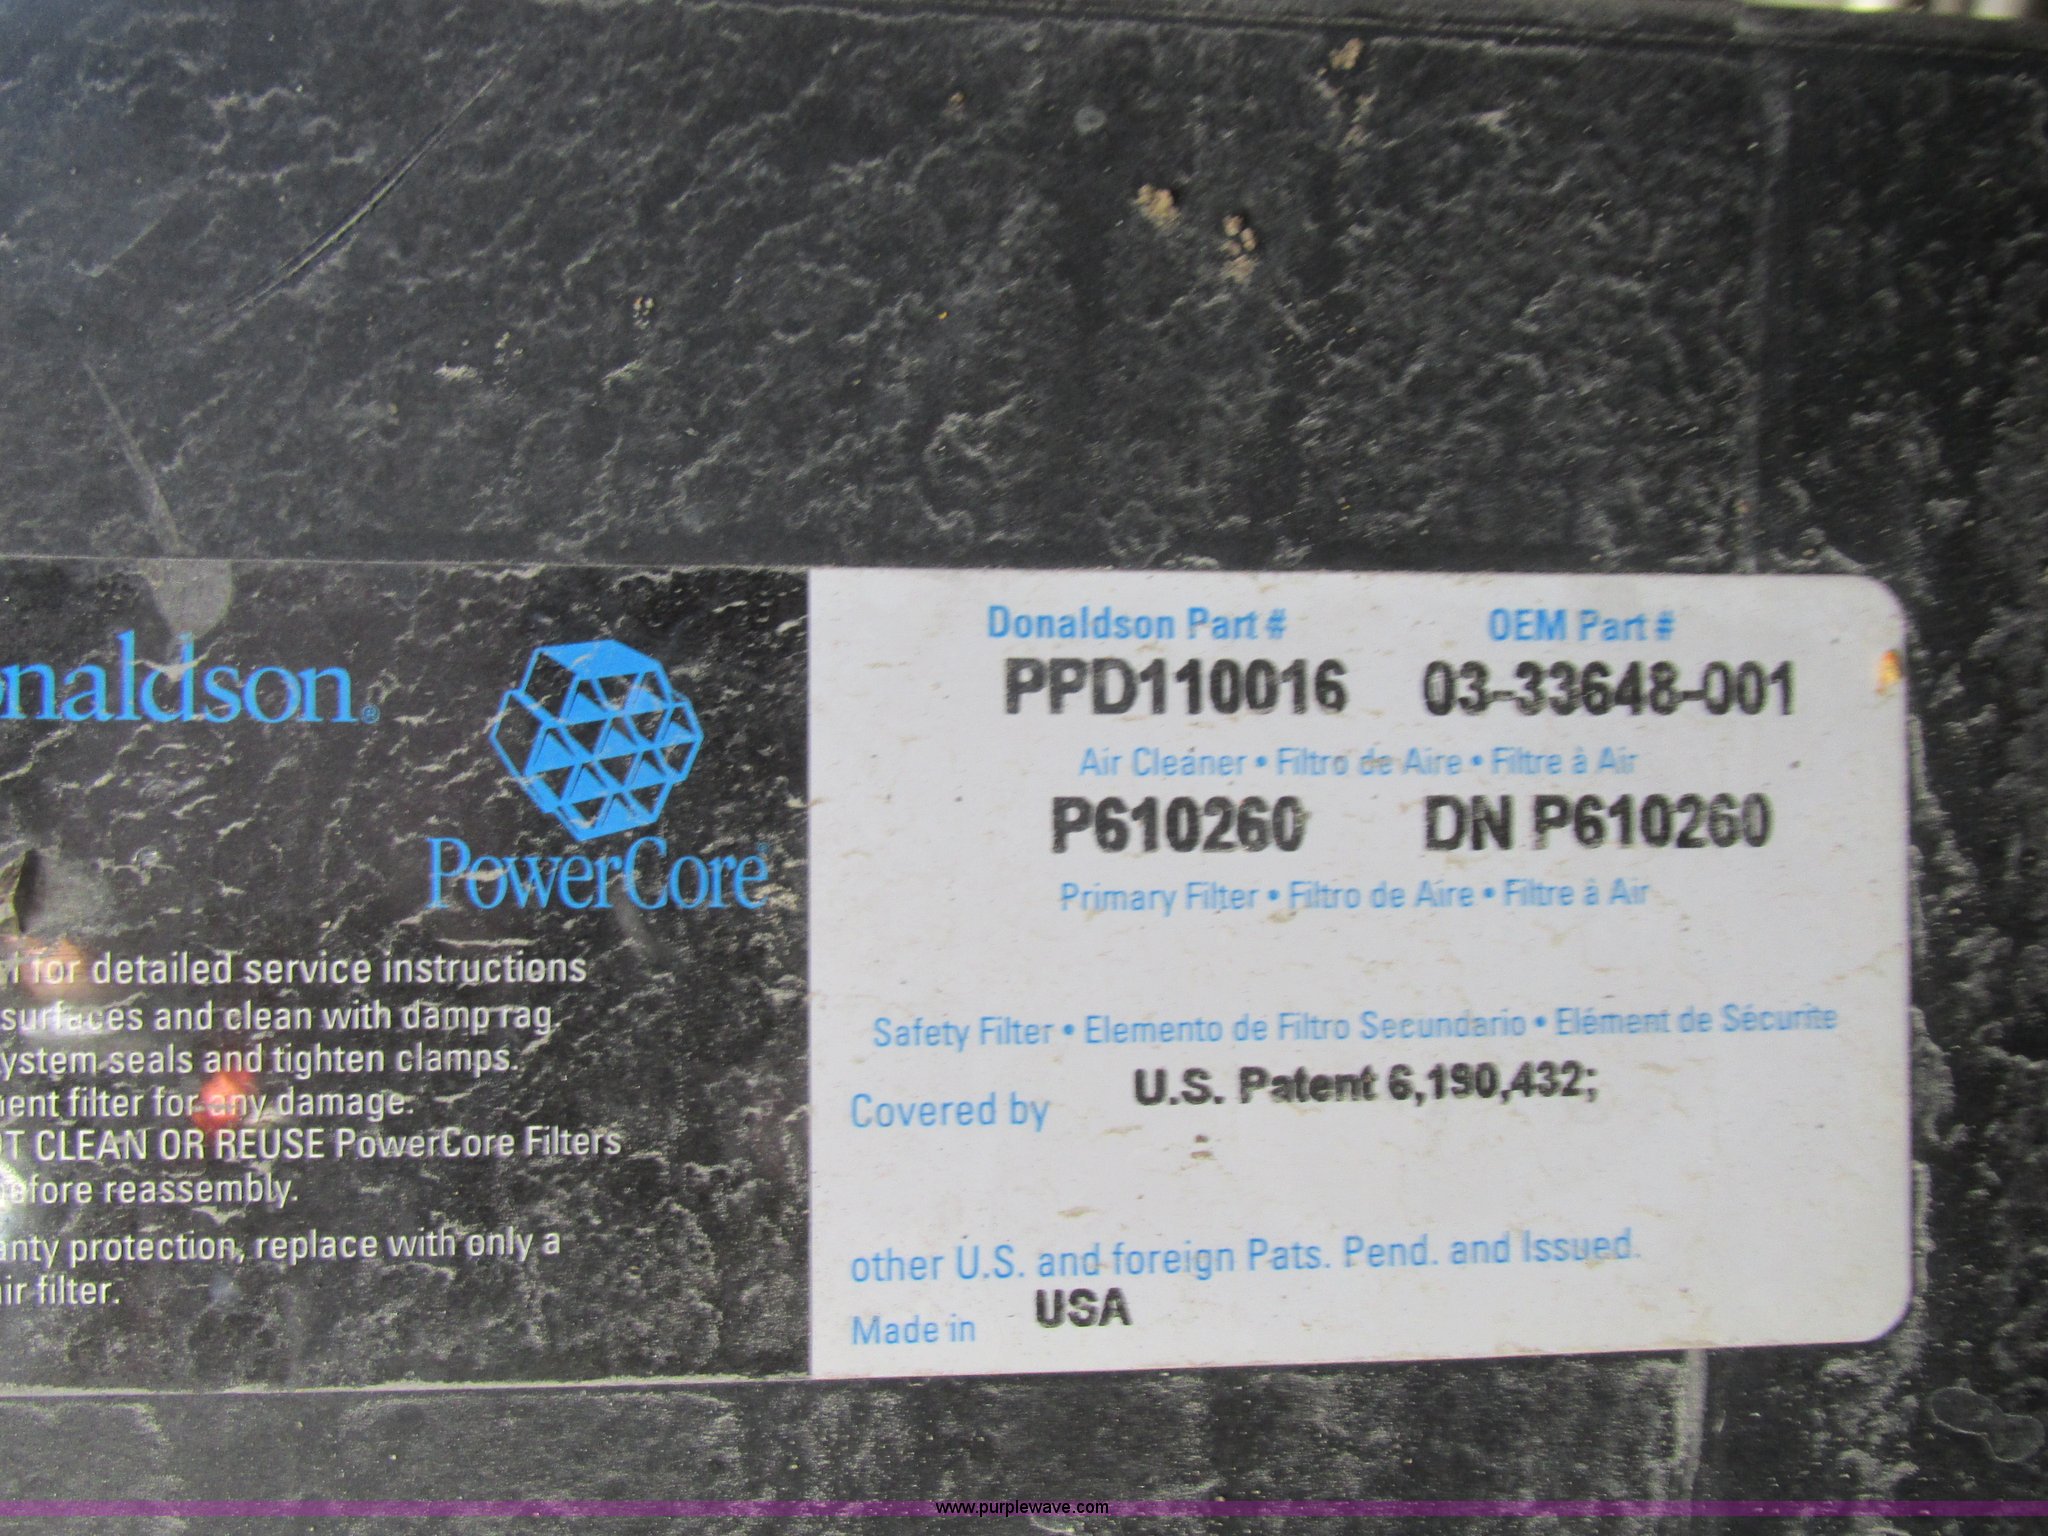 onaldson®
PowerCore®
for detailed service instructions
surfaces and clean with damp rag.
ystem seals and tighten clamps.
ent filter for any damage.
OT CLEAN OR REUSE PowerCore Filters
before reassembly.
anty protection, replace with only a
air filter.
Donaldson Part # OEM Part #
PPD110016 03-33648-001
Air Cleaner • Filtro de Aire • Filtre à Air
P610260 DN P610260
Primary Filter • Filtro de Aire • Filtre à Air
Safety Filter • Elemento de Filtro Secundario • Elément de Sécurite
Covered by U.S. Patent 6,190,432;
other U.S. and foreign Pats. Pend. and Issued.
Made in USA
www.purplewave.com